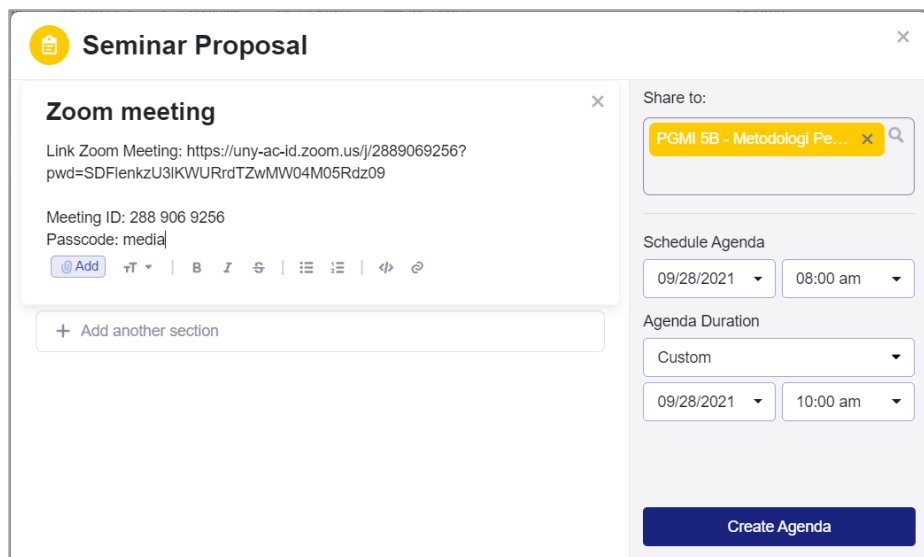 Seminar Proposal
Zoom meeting
Link Zoom Meeting: https://uny-ac-id.zoom.us/j/2889069256?
pwd=SDFlenkzU3lKWURrdTZwMW04M05Rdz09
Meeting ID: 288 906 9256
Passcode: media
Add
TT
B
I
S
Add another section
Share to:
PGMI 5B - Metodologi Pe...
Schedule Agenda
09/28/2021
08:00 am
Agenda Duration
Custom
09/28/2021
10:00 am
Create Agenda